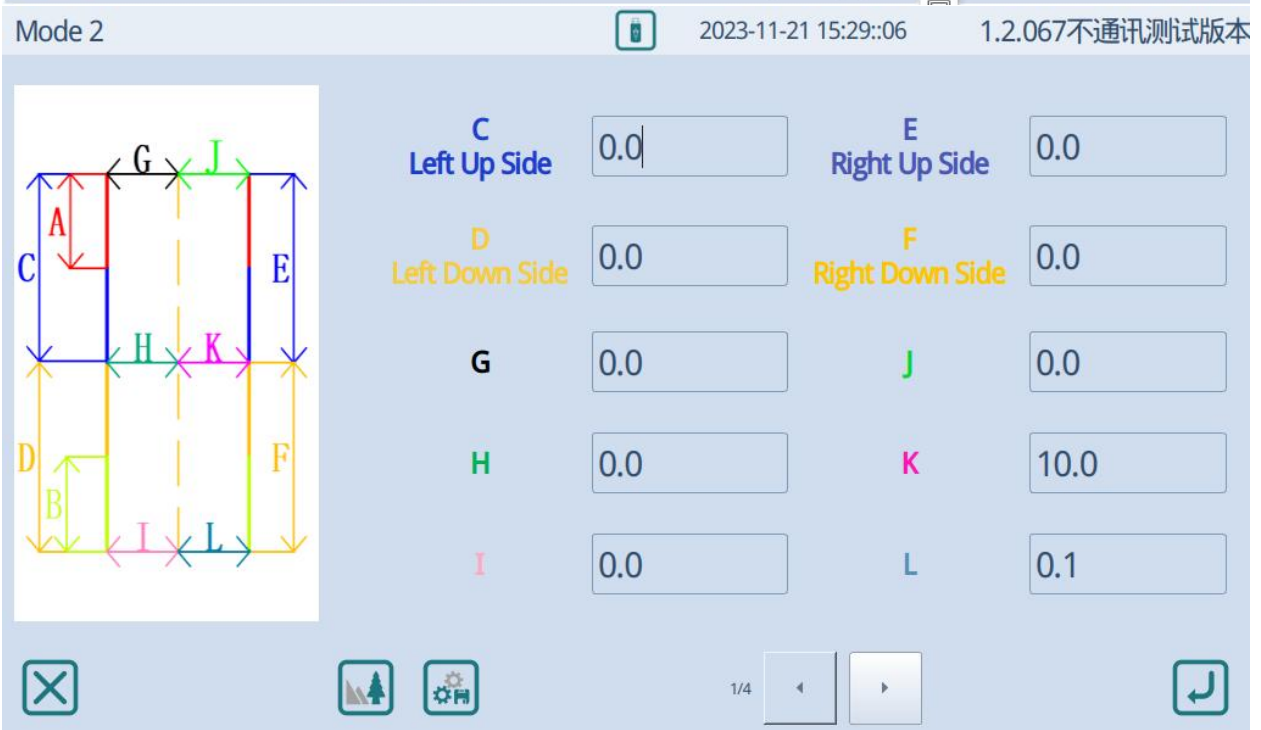 Mode 2
2023-11-21 15:29::06
1.2.067不通讯测试版本
G
J
A
C
E
H
K
D
F
B
I
L
C
Left Up Side
0.0
E
Right Up Side
0.0
D
Left Down Side
0.0
F
Right Down Side
0.0
G
0.0
J
0.0
H
0.0
K
10.0
I
0.0
L
0.1
1/4